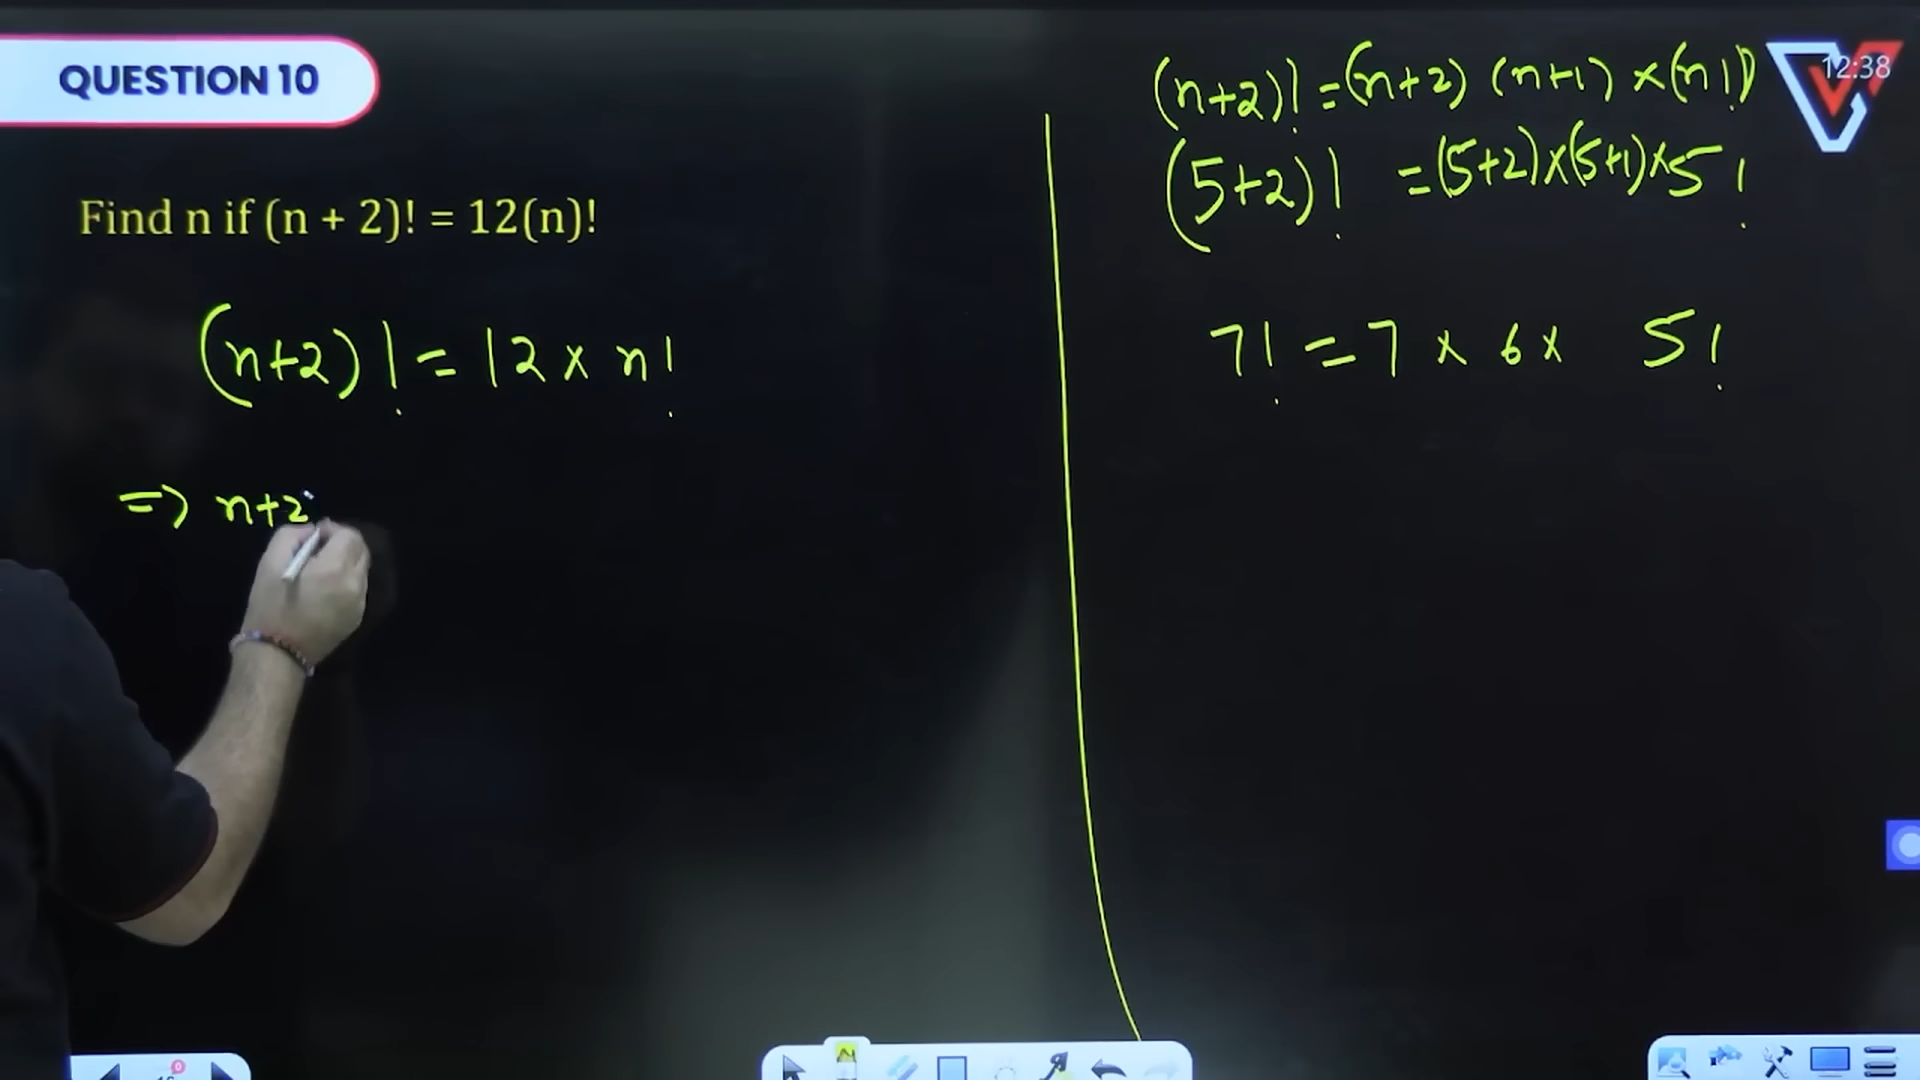 QUESTION 10
12:38
Find n if (n + 2)! = 12(n)!
(n+2)! = 12 × n!
=> n+2
(n+2)! = (n+2) (n+1) × (n!)
(5+2)! = (5+2)×(5+1)×5!
7! = 7 × 6 × 5!